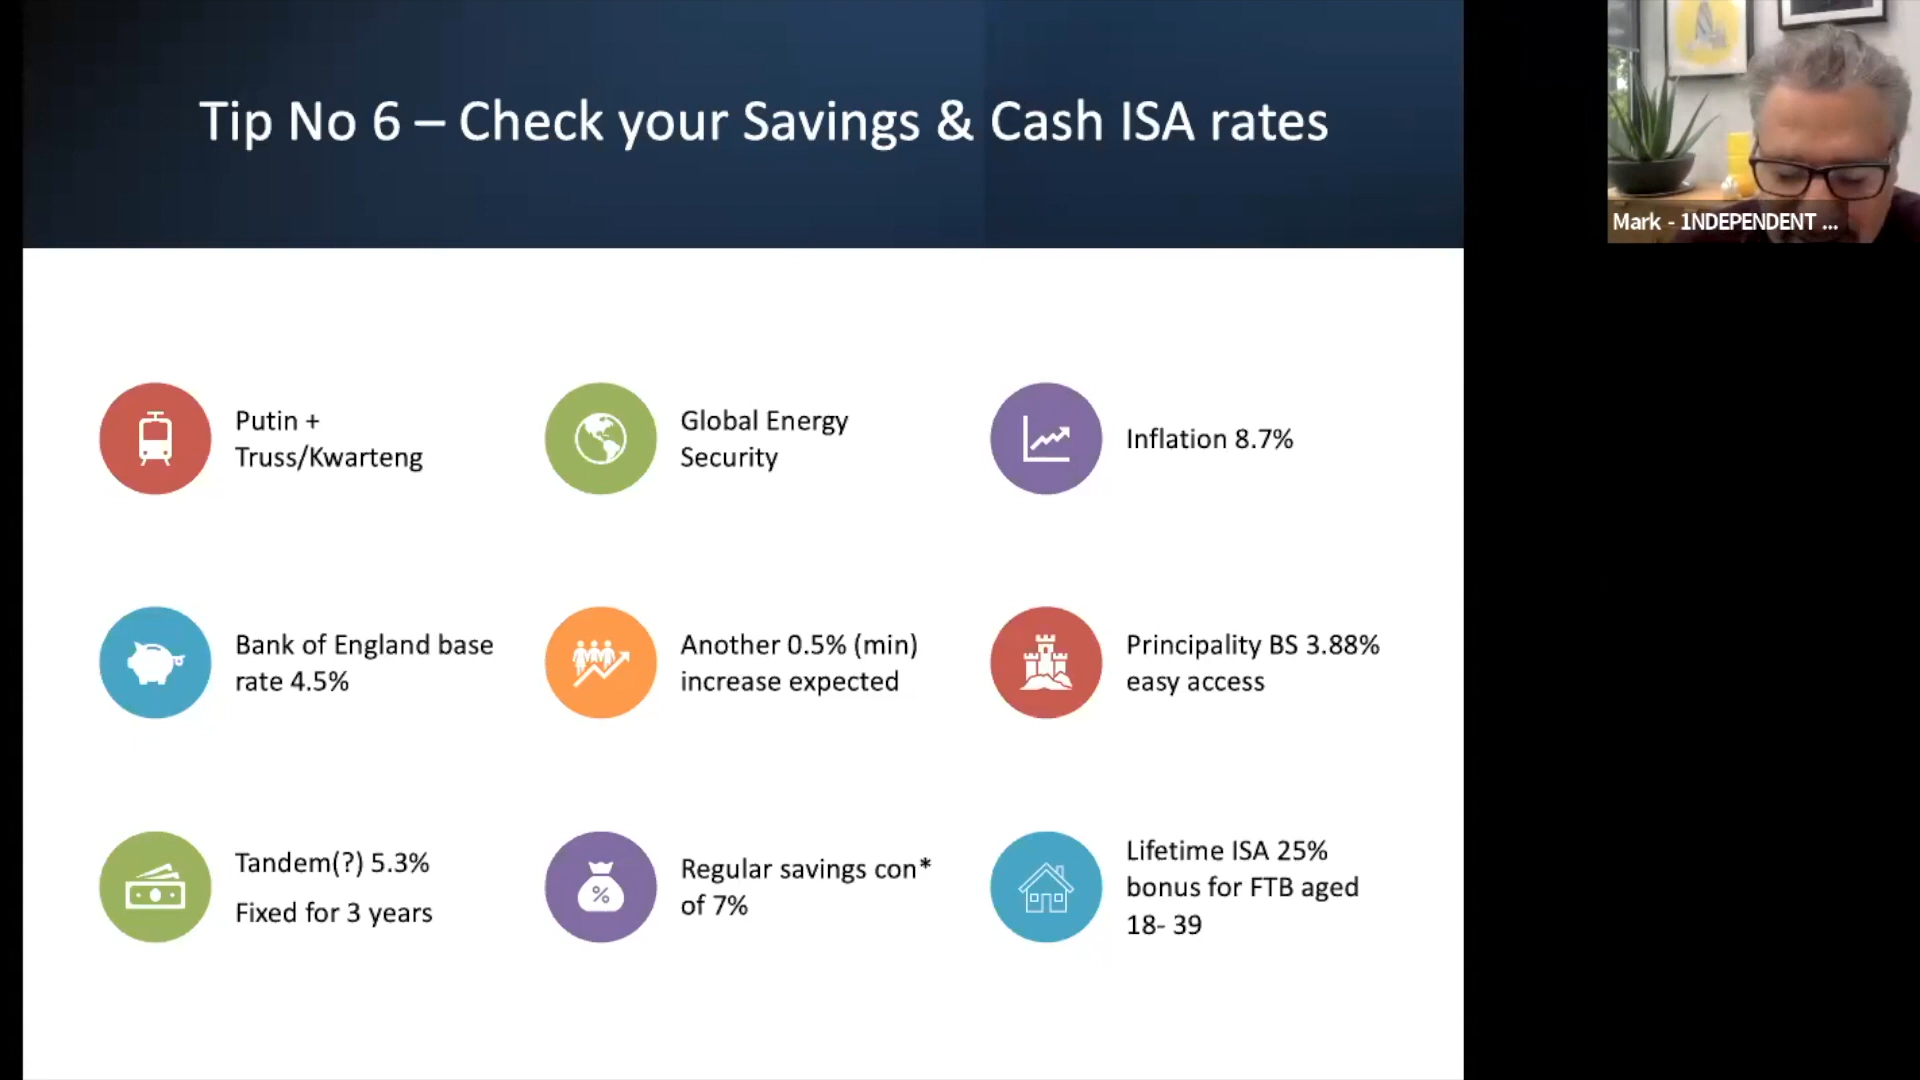 Tip No 6 – Check your Savings & Cash ISA rates
Mark - 1NDEPENDENT ...
Putin +
Truss/Kwarteng
Global Energy
Security
Inflation 8.7%
Bank of England base
rate 4.5%
Another 0.5% (min)
increase expected
Principality BS 3.88%
easy access
Tandem(?) 5.3%
Fixed for 3 years
Regular savings con*
of 7%
Lifetime ISA 25%
bonus for FTB aged
18- 39
%